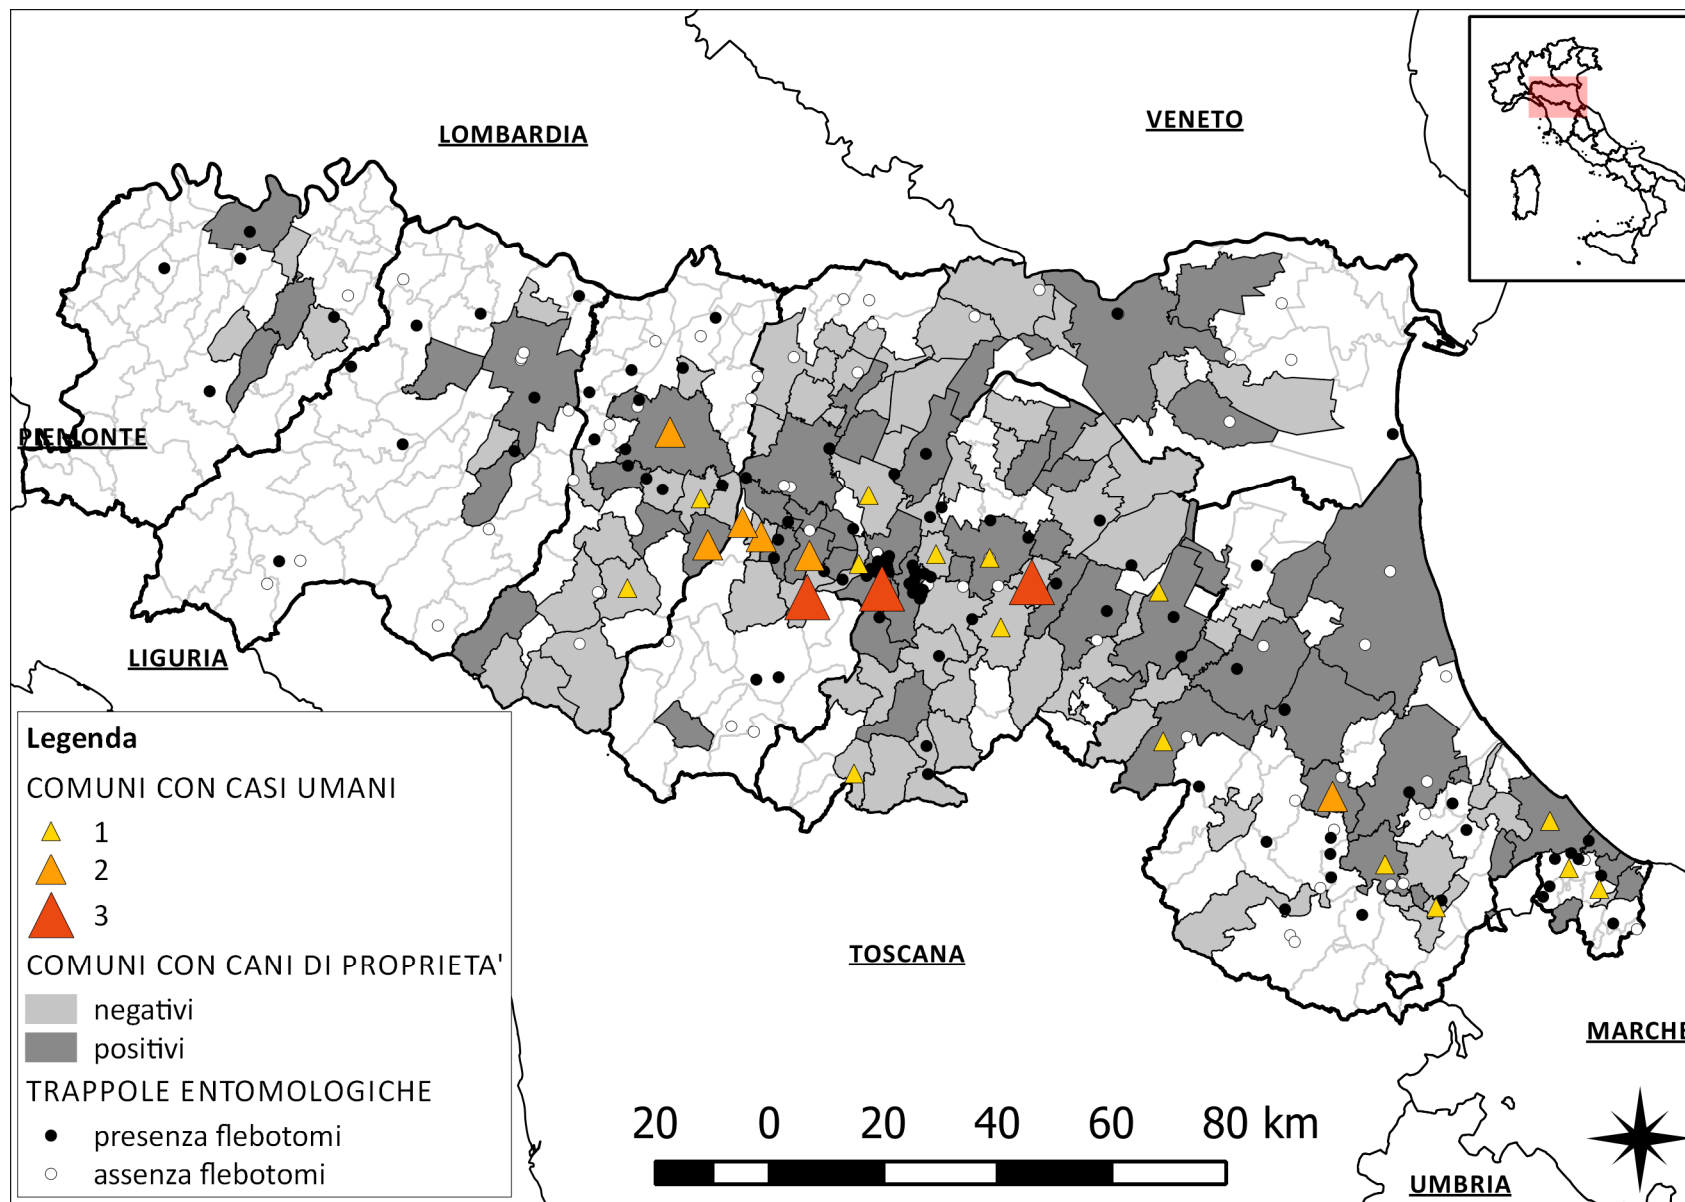 LOMBARDIA
VENETO
PIEMONTE
LIGURIA
TOSCANA
MARCHE
UMBRIA
Legenda
COMUNI CON CASI UMANI
1
2
3
COMUNI CON CANI DI PROPRIETA'
negativi
positivi
TRAPPOLE ENTOMOLOGICHE
presenza flebotomi
assenza flebotomi
20 0 20 40 60 80 km